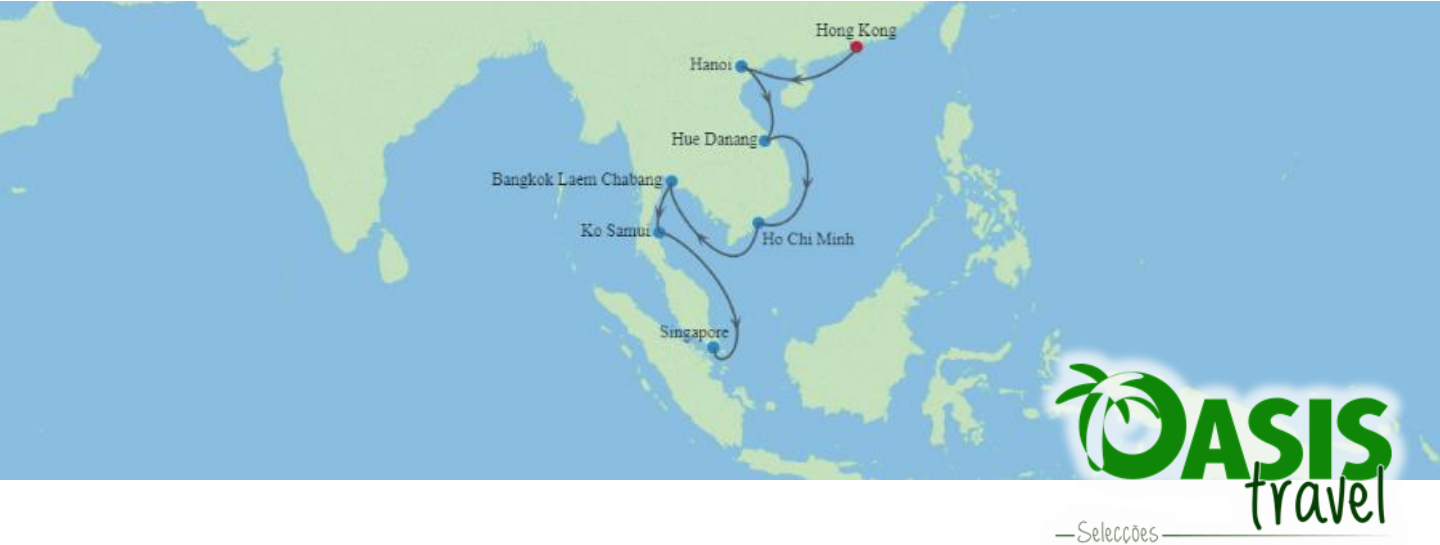 Hong Kong
Hanoi
Hue Danang
Bangkok Laem Chabang
Ko Samui
Ho Chi Minh
Singapore
OASIS
travel
Selecções